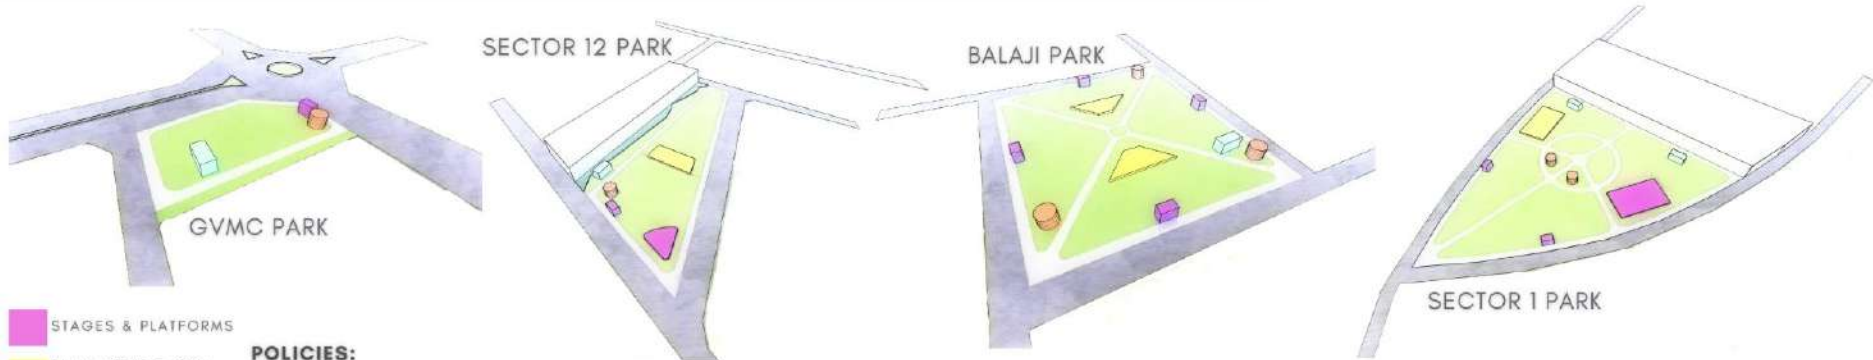 SECTOR 12 PARK
BALAJI PARK
GVMC PARK
SECTOR 1 PARK
STAGES & PLATFORMS
POLICIES: